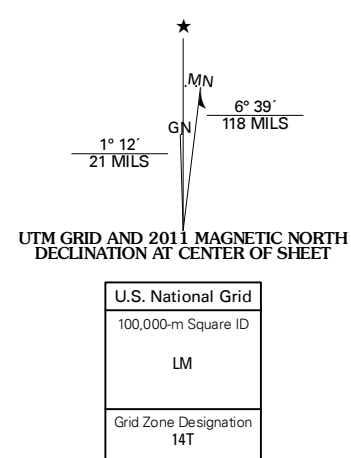 ★
MN
6° 39´
118 MILS
GN
1° 12´
21 MILS
UTM GRID AND 2011 MAGNETIC NORTH
DECLINATION AT CENTER OF SHEET
U.S. National Grid
100,000-m Square ID
LM
Grid Zone Designation
14T